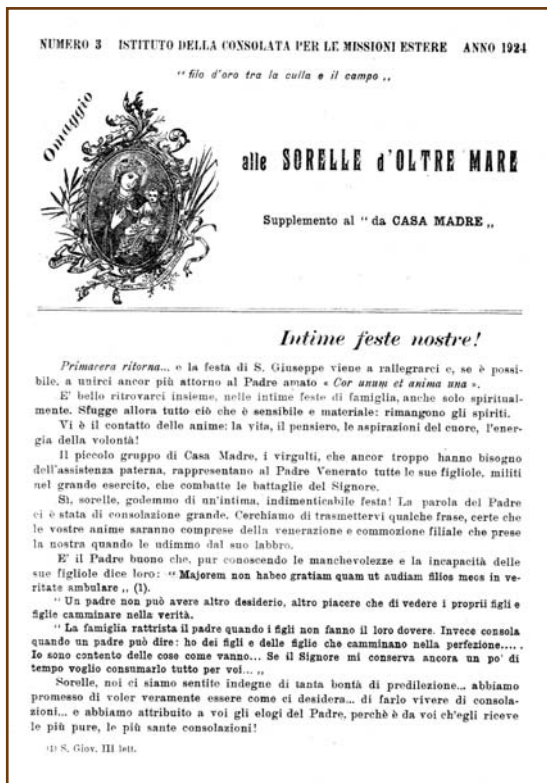 NUMERO 3 ISTITUTO DELLA CONSOLATA PER LE MISSIONI ESTERE ANNO 1924
“ filo d'oro tra la culla e il campo „
Omaggio
alle SORELLE d'OLTRE MARE
Supplemento al “ da CASA MADRE „
Intime feste nostre!
Primavera ritorna... e la festa di S. Giuseppe viene a rallegrarci e, se è possi-
bile, a unirci ancor più attorno al Padre amato « Cor unum et anima una ».
E' bello ritrovarci insieme, nelle intime feste di famiglia, anche solo spiritual-
mente. Sfugge allora tutto ciò che è sensibile e materiale: rimangono gli spiriti.
Vi è il contatto delle anime: la vita, il pensiero, le aspirazioni del cuore, l'ener-
gia della volontà!
Il piccolo gruppo di Casa Madre, i virgulti, che ancor troppo hanno bisogno
dell'assistenza paterna, rappresentano al Padre Venerato tutte le sue figliole, militi
nel grande esercito, che combatte le battaglie del Signore.
Sì, sorelle, godemmo di un'intima, indimenticabile festa! La parola del Padre
ci è stata di consolazione grande. Cerchiamo di trasmettervi qualche frase, certe che
le vostre anime saranno comprese della venerazione e commozione filiale che prese
la nostra quando le udimmo dal suo labbro.
E' il Padre buono che, pur conoscendo le manchevolezze e la incapacità delle
sue figliole dice loro: “ Majorem non habeo gratiam quam ut audiam filios meos in ve-
ritate ambulare „ (1).
“ Un padre non può avere altro desiderio, altro piacere che di vedere i proprii figli e
figlie camminare nella verità.
“ La famiglia rattrista il padre quando i figli non fanno il loro dovere. Invece consola
quando un padre può dire: ho dei figli e delle figlie che camminano nella perfezione.... .
Io sono contento delle cose come vanno... Se il Signore mi conserva ancora un po' di
tempo voglio consumarlo tutto per voi... „
Sorelle, noi ci siamo sentite indegne di tanta bontà di predilezione... abbiamo
promesso di voler veramente essere come ci desidera... di farlo vivere di consola-
zioni... e abbiamo attribuito a voi gli elogi del Padre, perchè è da voi ch'egli riceve
le più pure, le più sante consolazioni!
(1) S. Giov. III lett.